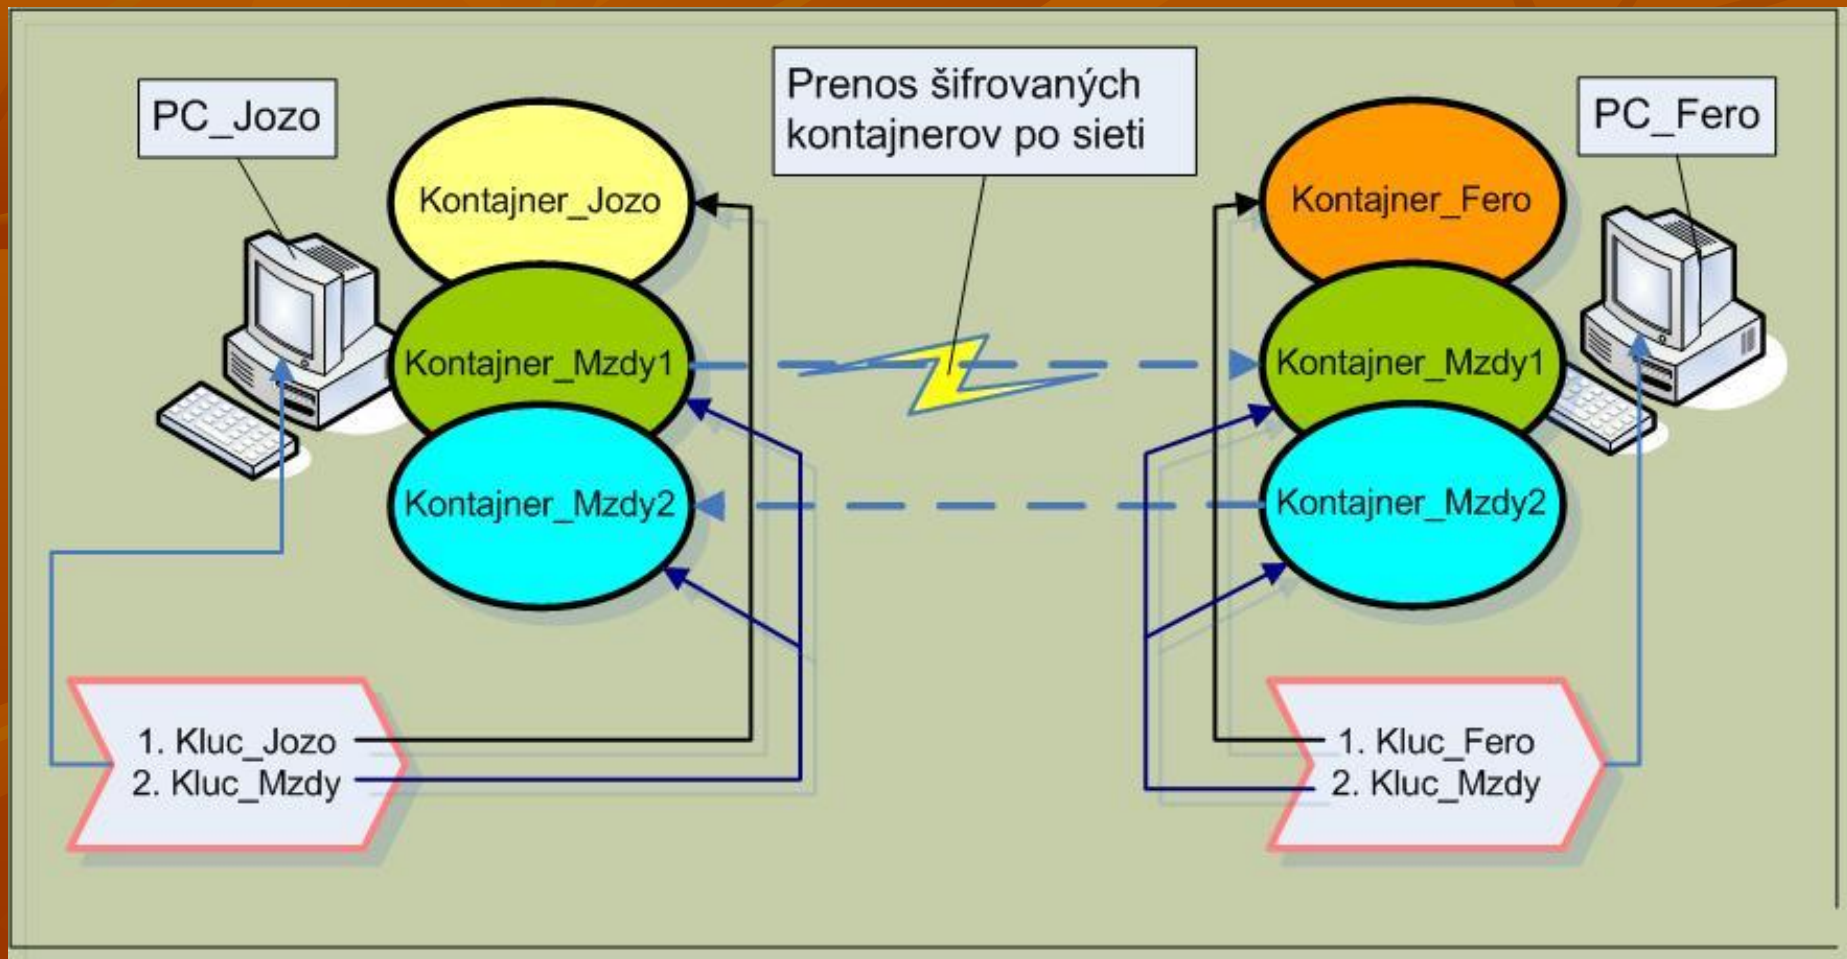 PC_Jozo
Kontajner_Jozo
Kontajner_Mzdy1
Kontajner_Mzdy2
Prenos šifrovaných
kontajnerov po sieti
Kontajner_Fero
Kontajner_Mzdy1
Kontajner_Mzdy2
PC_Fero
1. Kluc_Jozo
2. Kluc_Mzdy
1. Kluc_Fero
2. Kluc_Mzdy